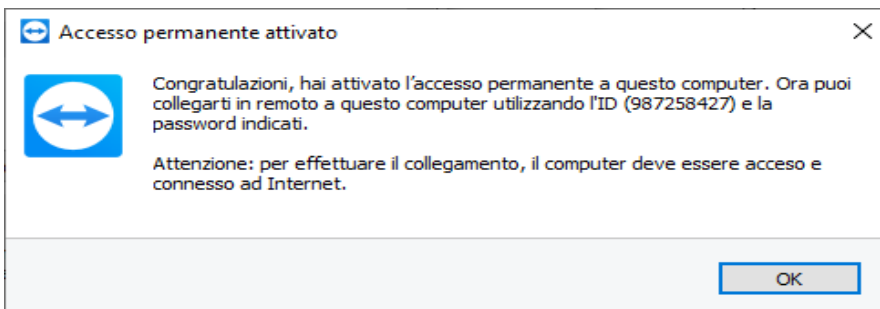 Accesso permanente attivato
Congratulazioni, hai attivato l’accesso permanente a questo computer. Ora puoi
collegarti in remoto a questo computer utilizzando l'ID (987258427) e la
password indicati.
Attenzione: per effettuare il collegamento, il computer deve essere acceso e
connesso ad Internet.
OK